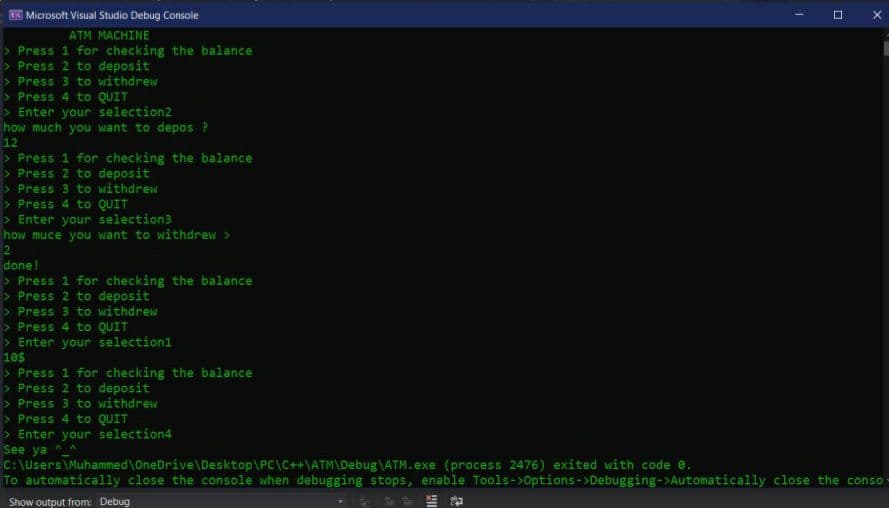 Microsoft Visual Studio Debug Console
ATM MACHINE
> Press 1 for checking the balance
> Press 2 to deposit
> Press 3 to withdrew
> Press 4 to QUIT
> Enter your selection2
how much you want to depos ?
12
> Press 1 for checking the balance
> Press 2 to deposit
> Press 3 to withdrew
> Press 4 to QUIT
> Enter your selection3
how muce you want to withdrew >
2
done!
> Press 1 for checking the balance
> Press 2 to deposit
> Press 3 to withdrew
> Press 4 to QUIT
> Enter your selection1
10$
> Press 1 for checking the balance
> Press 2 to deposit
> Press 3 to withdrew
> Press 4 to QUIT
> Enter your selection4
See ya ^_^
C:\Users\Muhammed\OneDrive\Desktop\PC\C++\ATM\Debug\ATM.exe (process 2476) exited with code 0.
To automatically close the console when debugging stops, enable Tools->Options->Debugging->Automatically close the conso
Show output from: Debug